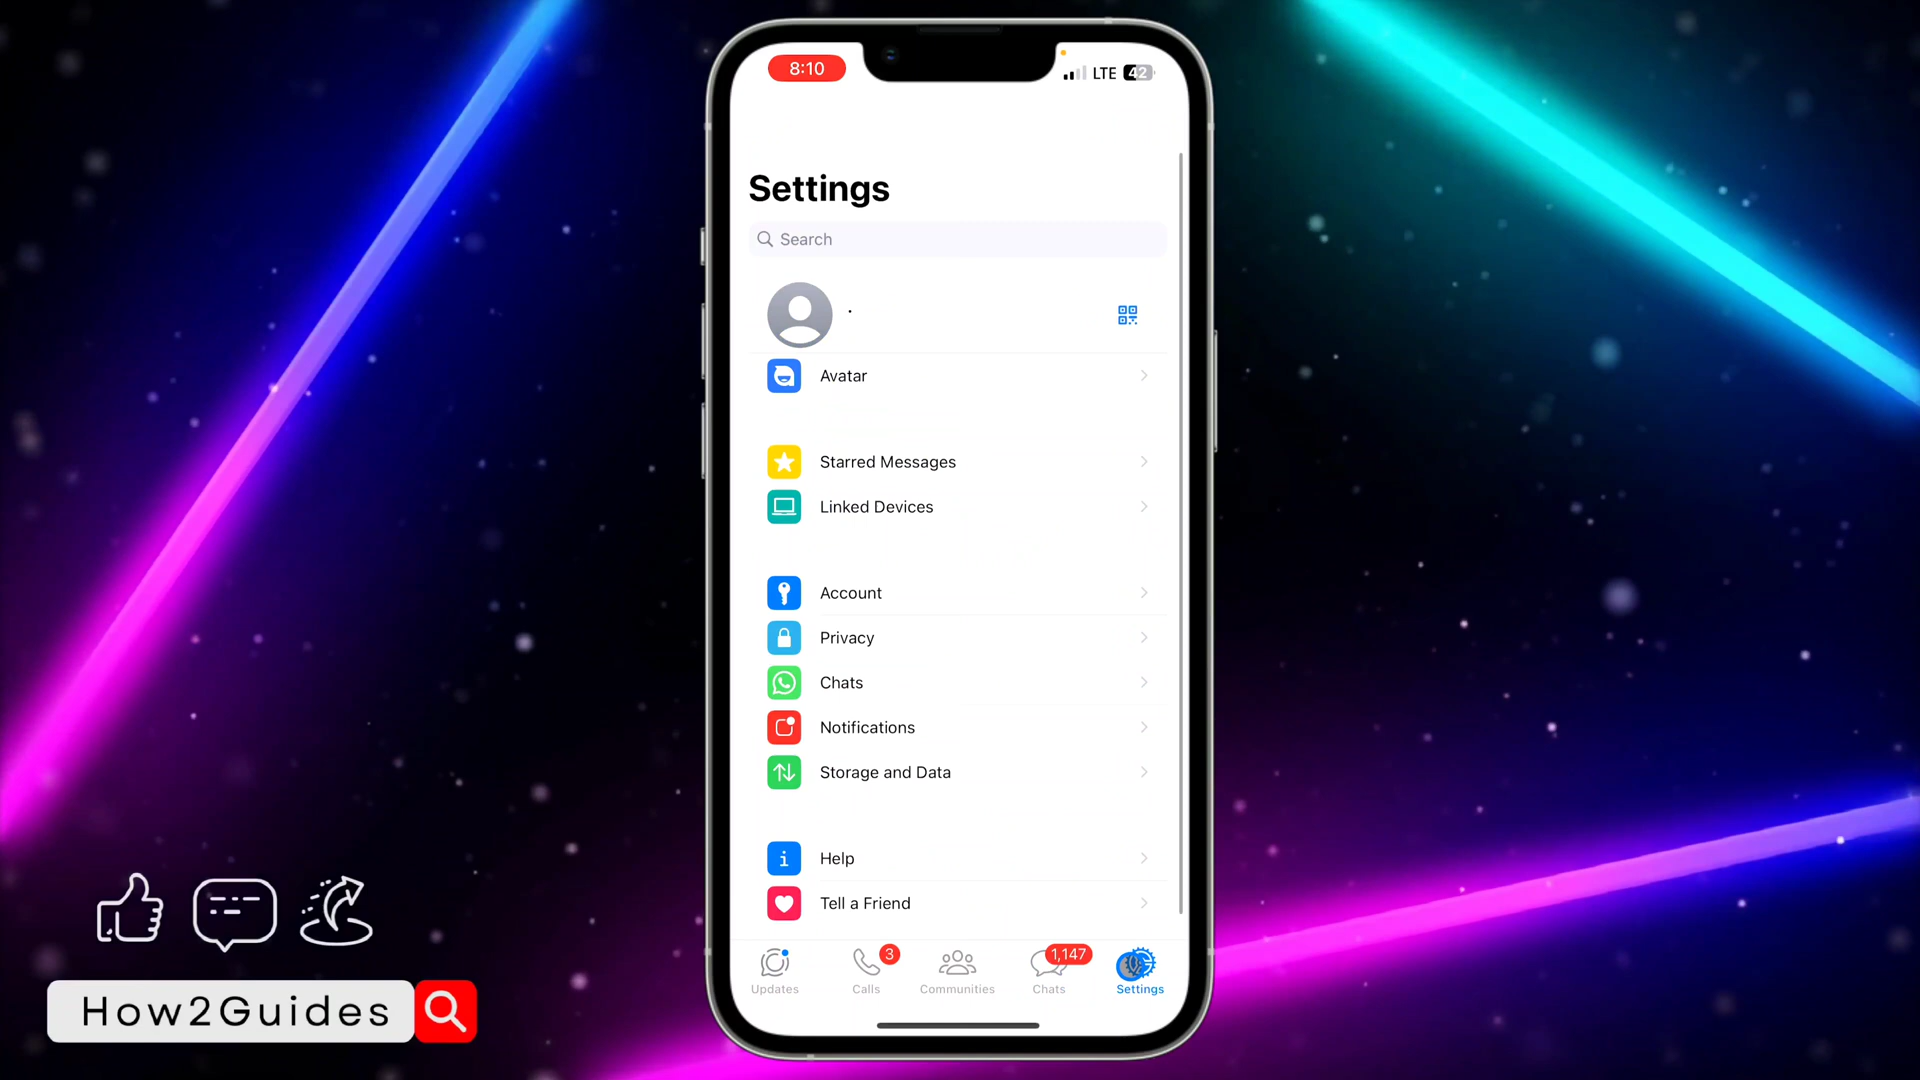 8:10
LTE 42
Settings
Search
.
Avatar
Starred Messages
Linked Devices
Account
Privacy
Chats
Notifications
Storage and Data
Help
Tell a Friend
3
1,147
Updates
Calls
Communities
Chats
Settings
How2Guides